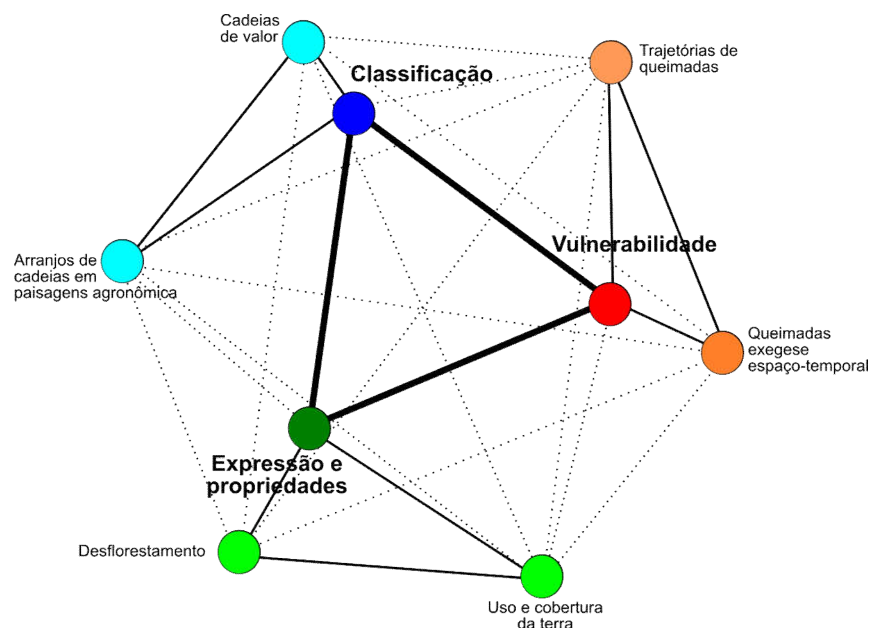 Cadeias
de valor
Trajetórias de
queimadas
Classificação
Vulnerabilidade
Arranjos de
cadeias em
paisagens agronômica
Queimadas
exegese
espaço-temporal
Expressão e
propriedades
Desflorestamento
Uso e cobertura
da terra